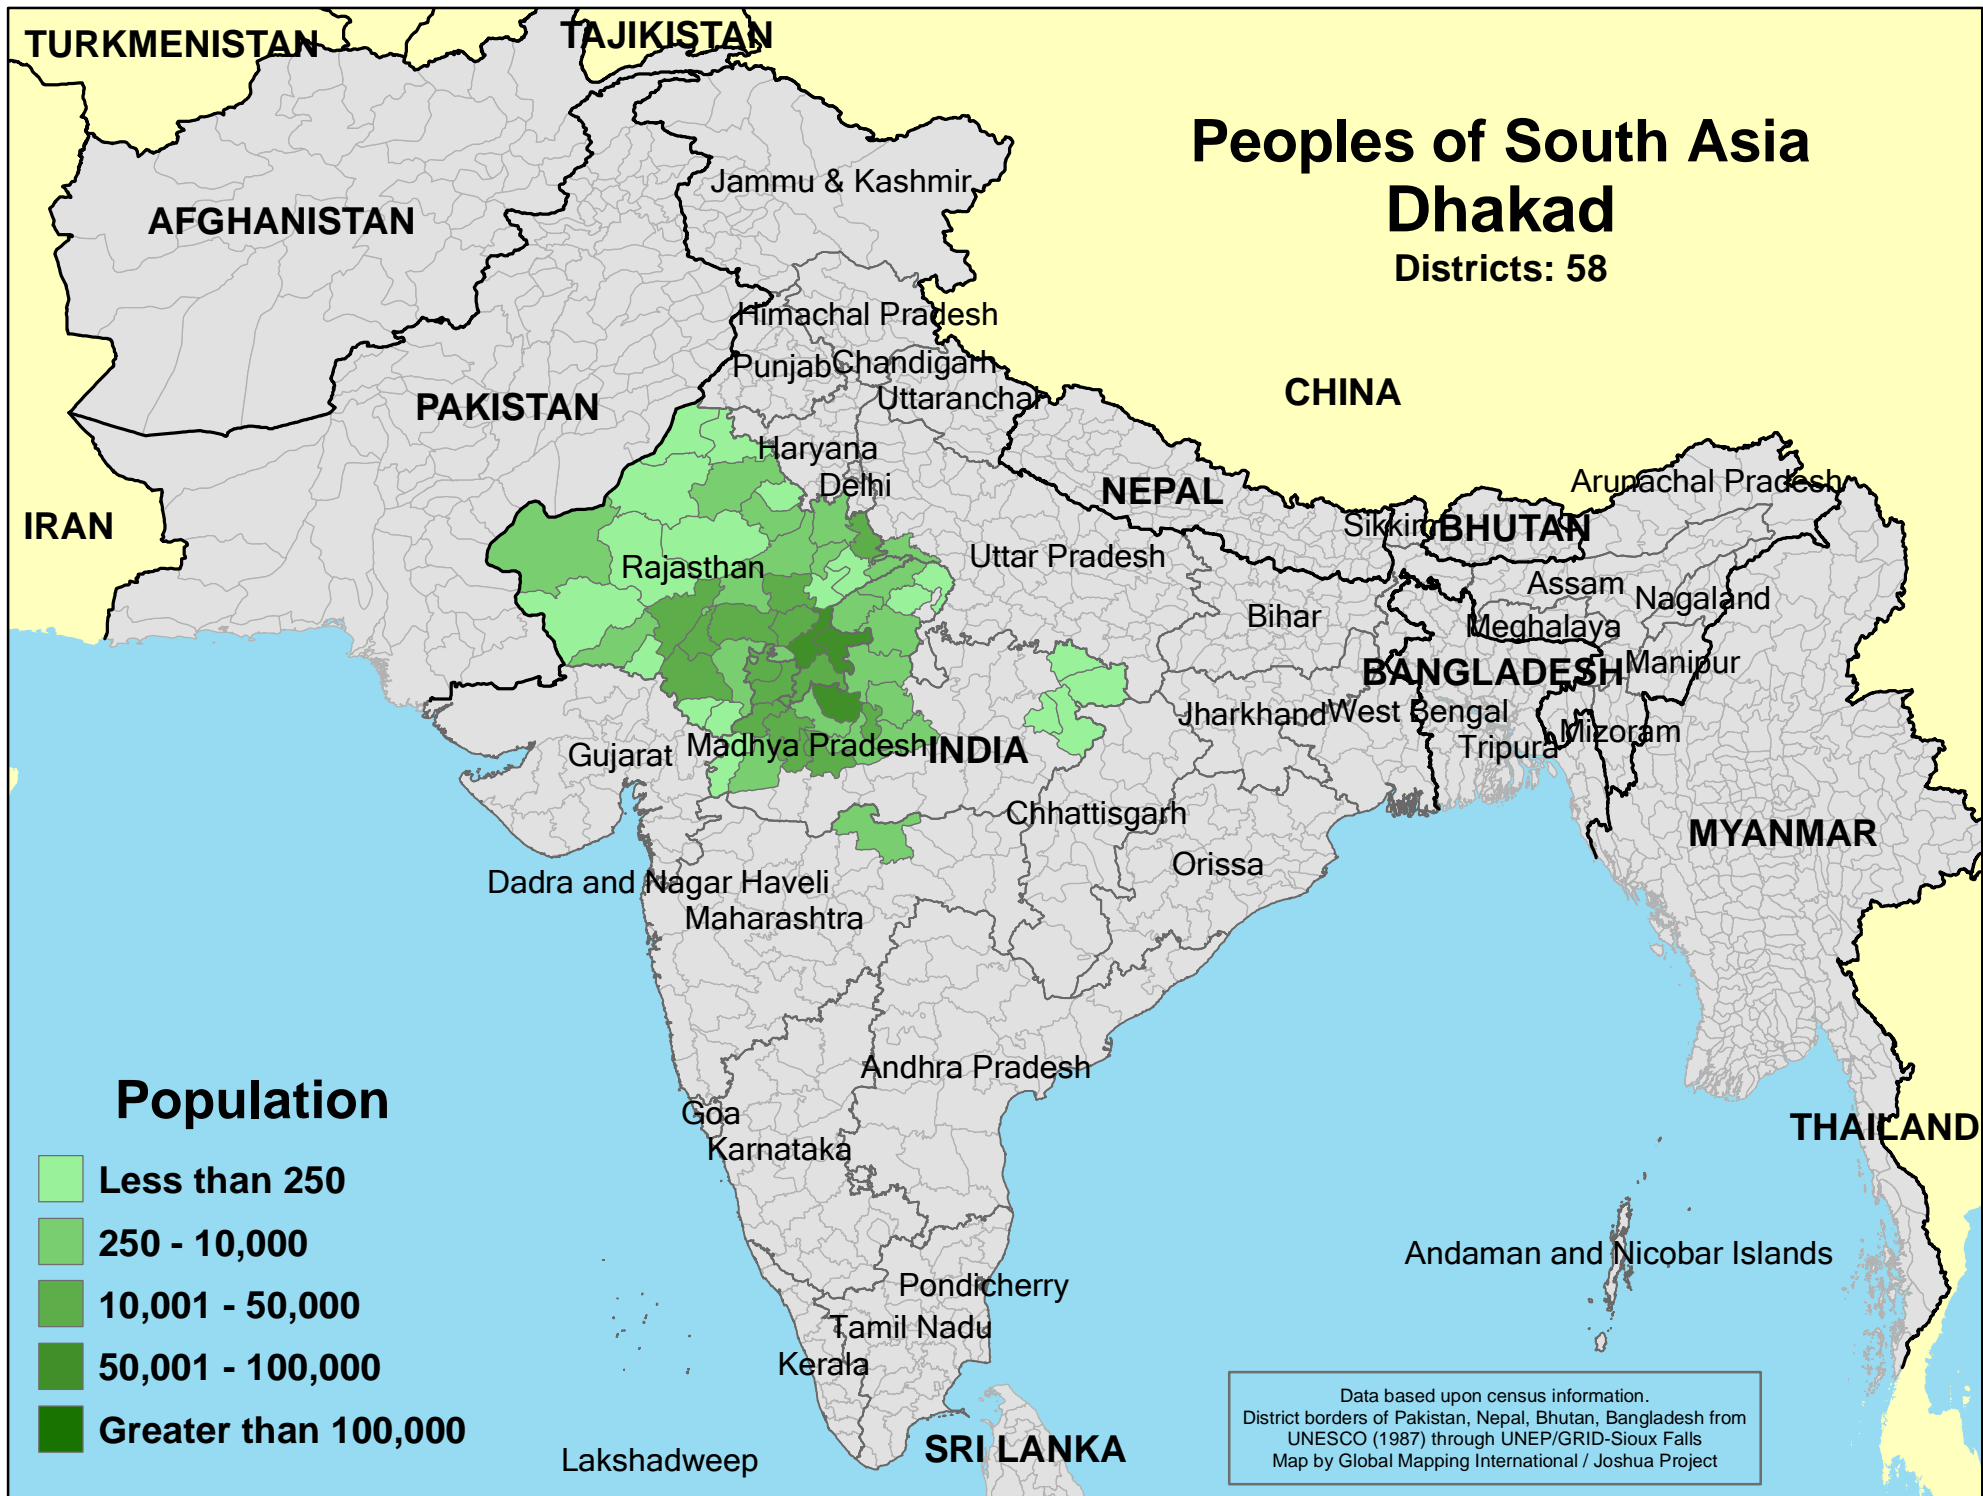 TURKMENISTAN
TAJIKISTAN
Peoples of South Asia
Dhakad
Districts: 58
Jammu & Kashmir
AFGHANISTAN
Himachal Pradesh
Punjab
Chandigarh
Uttaranchal
CHINA
PAKISTAN
Haryana
Delhi
NEPAL
Arunachal Pradesh
IRAN
Sikkim
BHUTAN
Rajasthan
Uttar Pradesh
Assam
Nagaland
Bihar
Meghalaya
BANGLADESH
Manipur
Jharkhand
West Bengal
Gujarat
Madhya Pradesh
INDIA
Tripura
Mizoram
Chhattisgarh
MYANMAR
Orissa
Dadra and Nagar Haveli
Maharashtra
Andhra Pradesh
Goa
Karnataka
THAILAND
Andaman and Nicobar Islands
Pondicherry
Tamil Nadu
Kerala
Lakshadweep
SRI LANKA
Population
Less than 250
250 - 10,000
10,001 - 50,000
50,001 - 100,000
Greater than 100,000
Data based upon census information.
District borders of Pakistan, Nepal, Bhutan, Bangladesh from
UNESCO (1987) through UNEP/GRID-Sioux Falls
Map by Global Mapping International / Joshua Project